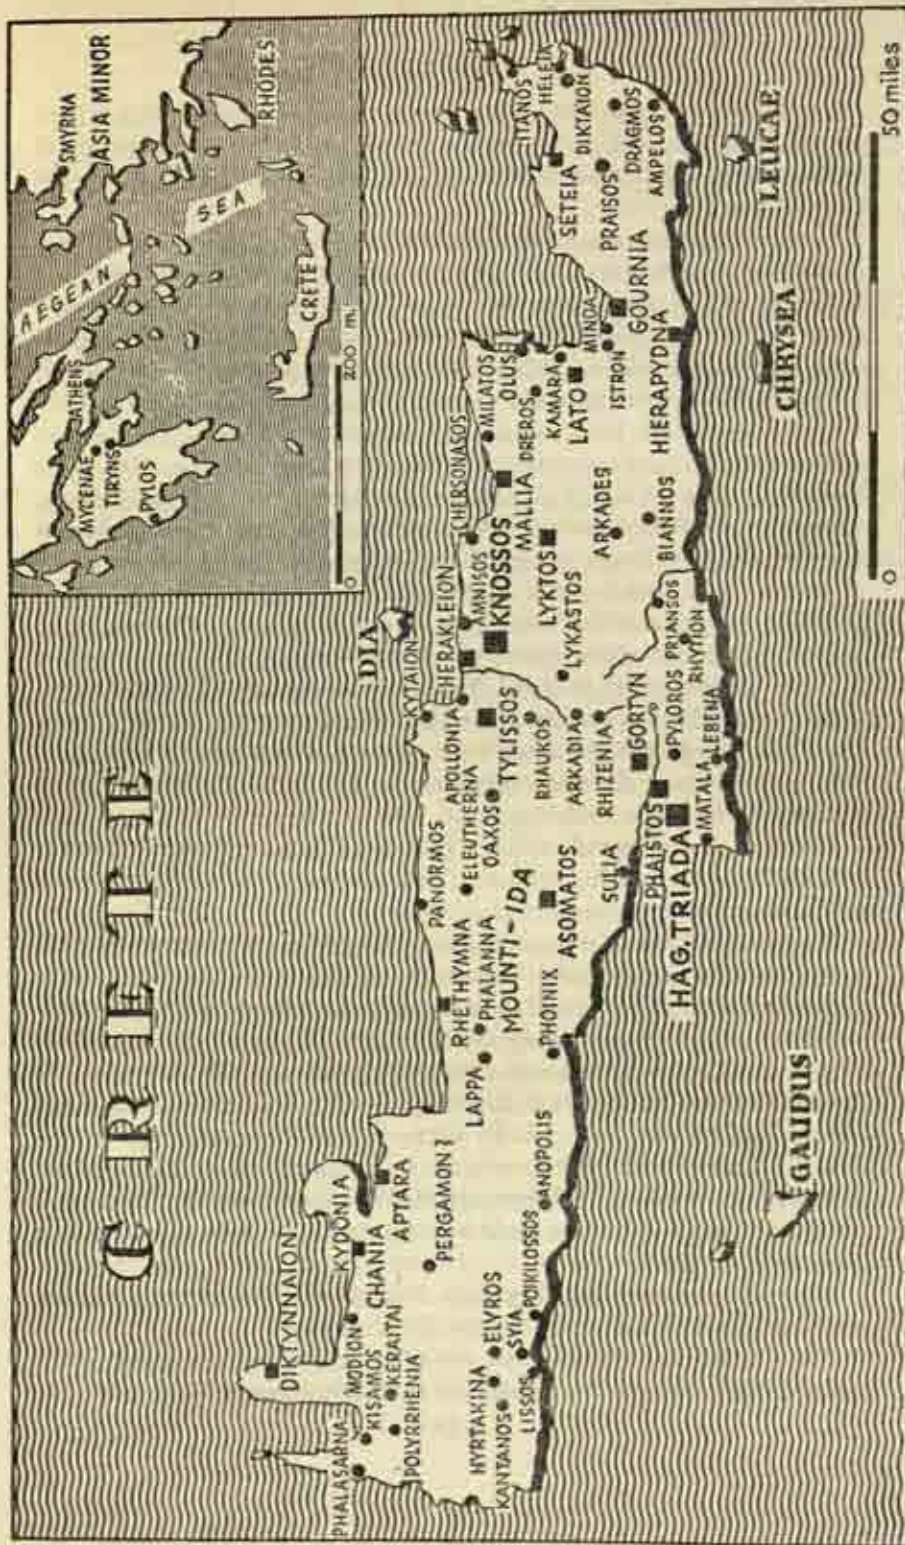 CRETE
AEGEAN
SEA
SMYRNA
ASIA MINOR
MYCENAE
ATHENS
TIRYNS
PYLOS
RHODES
CRETE
0 200 m.
DIKTYNNAION
PHALASARNA
MODION
KISAMOS
KERAITAI
POLYRRHENIA
KYDONIA
CHANIA
APTARA
PERGAMON?
HYRTAKINA
KANTANOS
ELYROS
SYIA
LISSOS
POIKILOSSOS
ANOPOLIS
LAPPA
PHOINIX
RHETHYMNA
PHALANNA
MOUNTI-IDA
ASOMATOS
PANORMOS
ELEUTHERNA
OAXOS
APOLLONIA
KYTAION
TYLISSOS
RHAUKOS
ARKADIA
RHIZENIA
SULIA
GORTYN
PHAISTOS
HAG. TRIADA
MATALA
LEBENA
PYLOROS
PRIANSOS
RHYTION
DIA
HERAKLEION
AMNISOS
KNOSSOS
CHERSONASOS
MALLIA
LYKTOS
LYKASTOS
ARKADES
BIANNOS
MILATOS
DREROS
OLUS
KAMARA
LATO
ISTRON
MINOA
GOURNIA
HIERAPYDNA
SETEIA
PRAISOS
ITANOS
HELEIA
DIKTAION
DRAGMOS
AMPELOS
GAUDUS
CHRYSEA
LEUCAE
0 50 miles